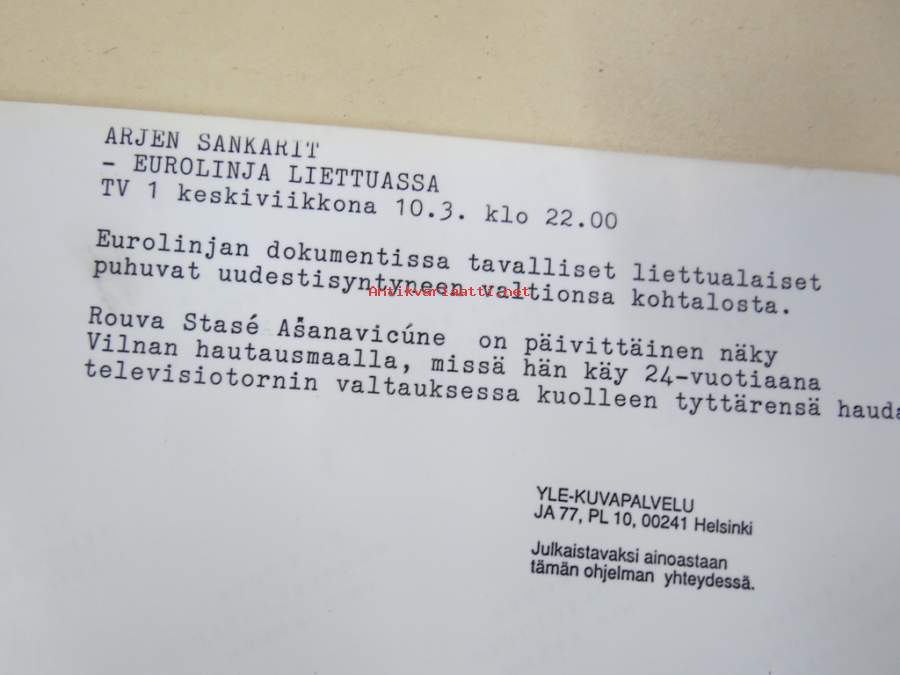 ARJEN SANKARIT
- EUROLINJA LIETTUASSA
TV 1 keskiviikkona 10.3. klo 22.00
Eurolinjan dokumentissa tavalliset liettualaiset
puhuvat uudestisyntyneen valtionsa kohtalosta.
Antikvariaatti.net
Rouva Stasé Ašanavicúne on päivittäinen näky
Vilnan hautausmaalla, missä hän käy 24-vuotiaana
televisiotornin valtauksessa kuolleen tyttärensä hauda
YLE-KUVAPALVELU
JA 77, PL 10, 00241 Helsinki
Julkaistavaksi ainoastaan
tämän ohjelman yhteydessä.